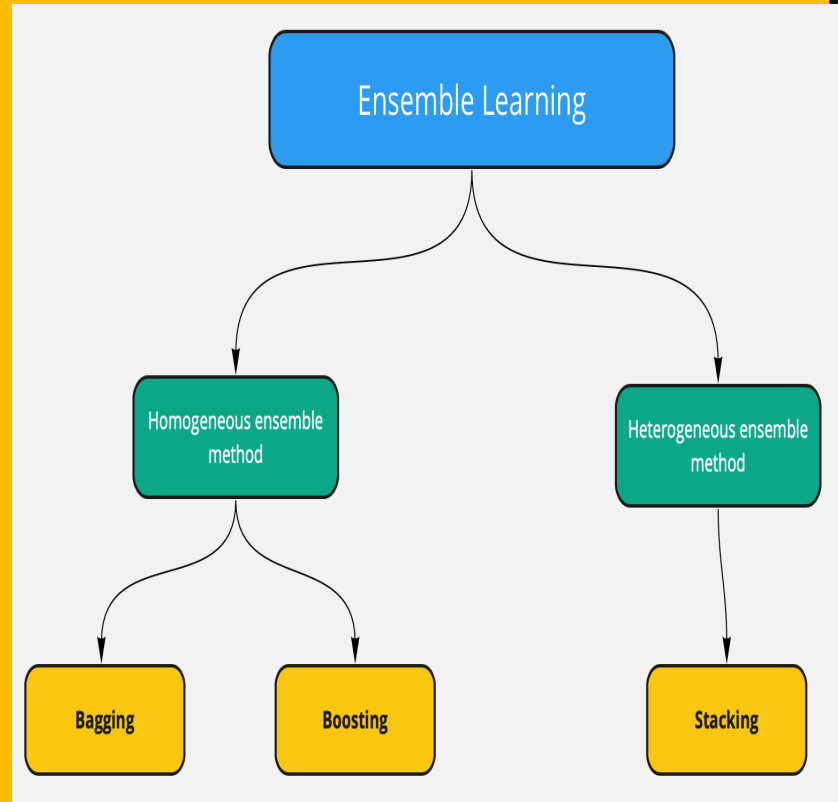 Ensemble Learning
Homogeneous ensemble
method
Heterogeneous ensemble
method
Bagging
Boosting
Stacking